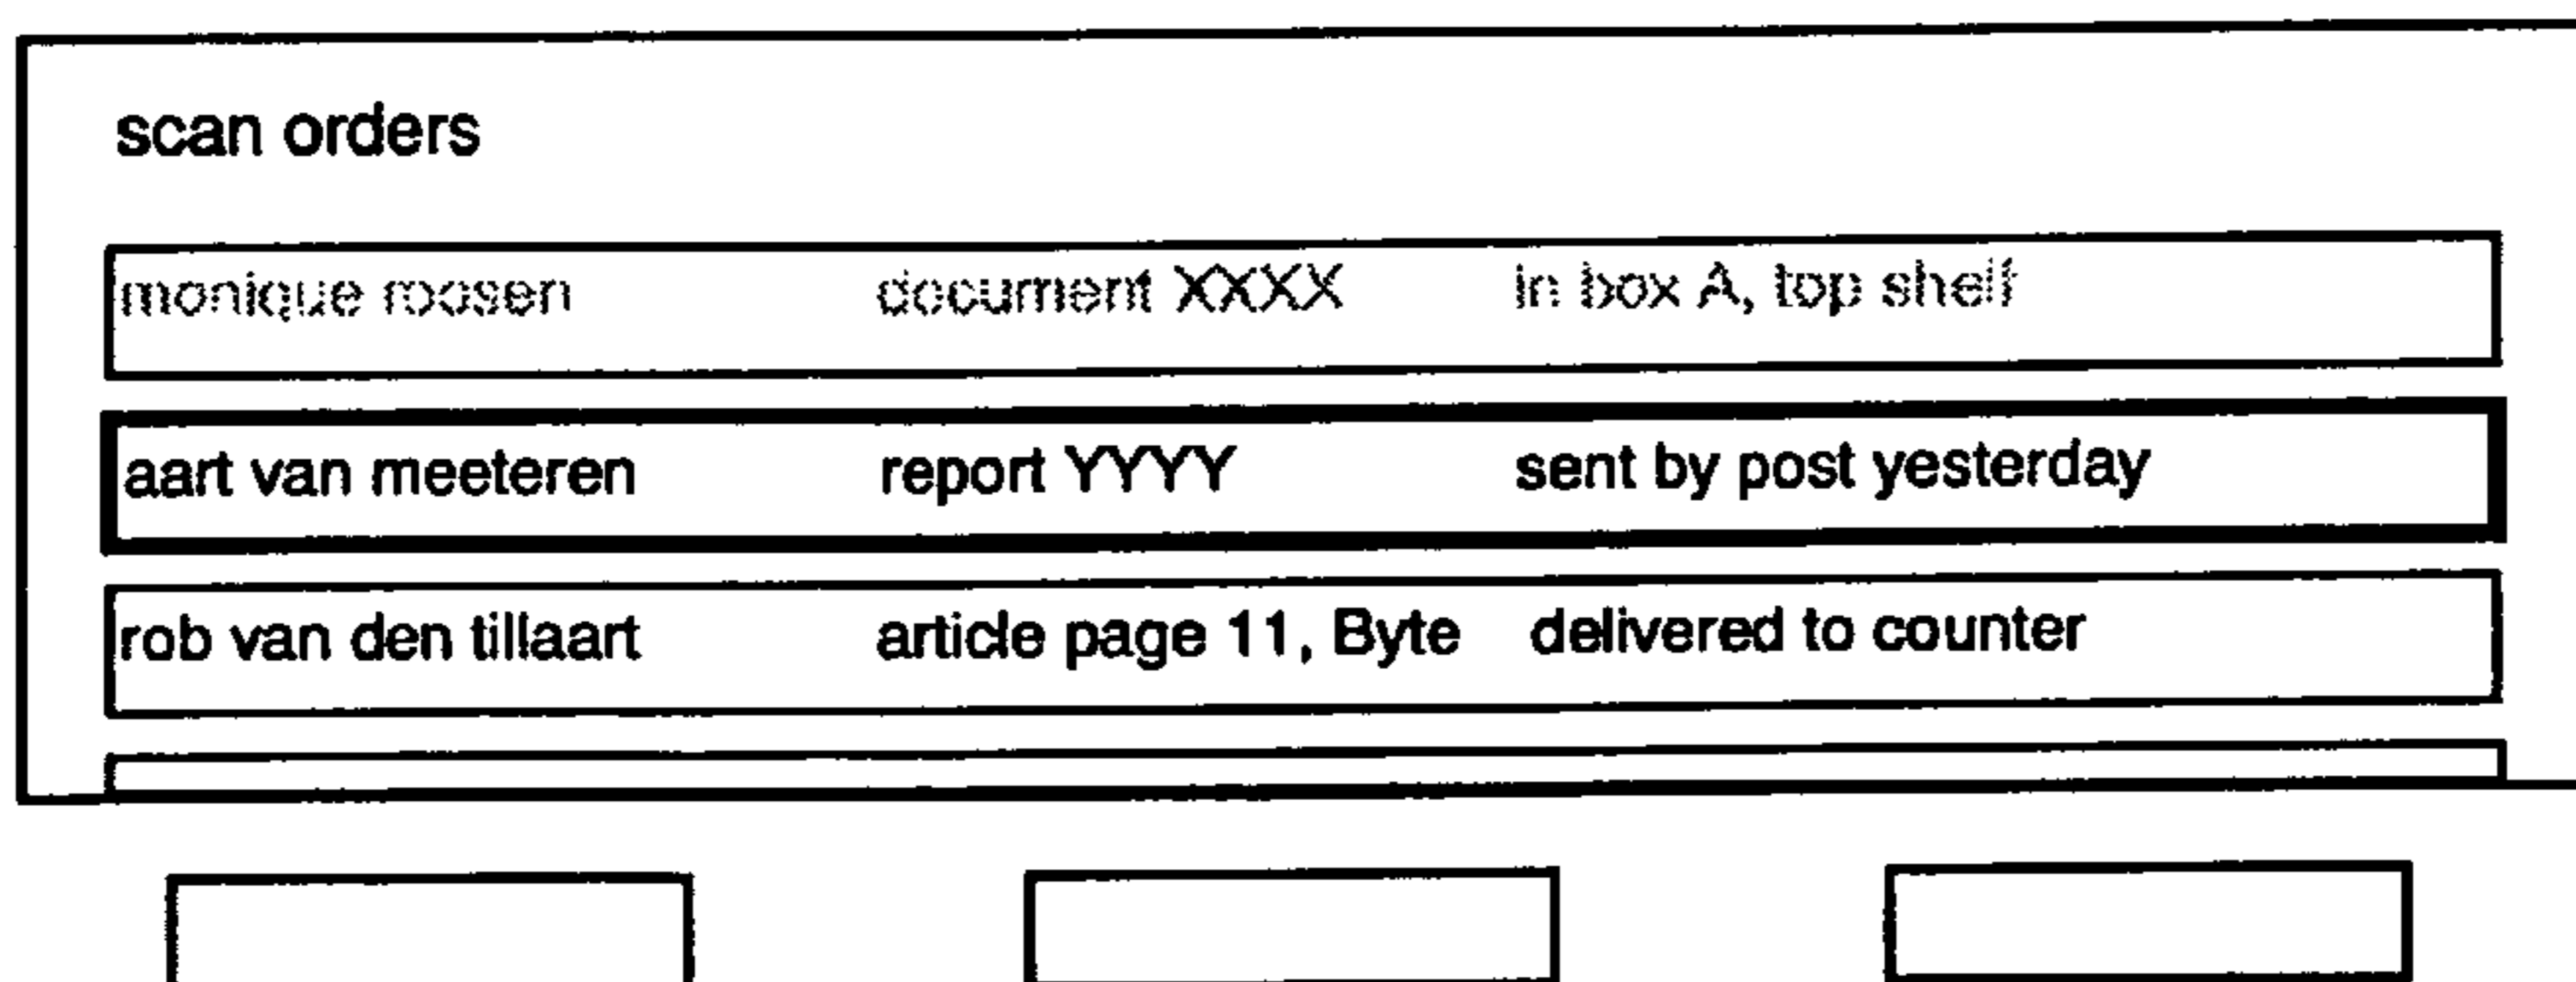 scan orders
monique roosen document XXXX in box A, top shelf
aart van meeteren report YYYY sent by post yesterday
rob van den tillaart article page 11, Byte delivered to counter